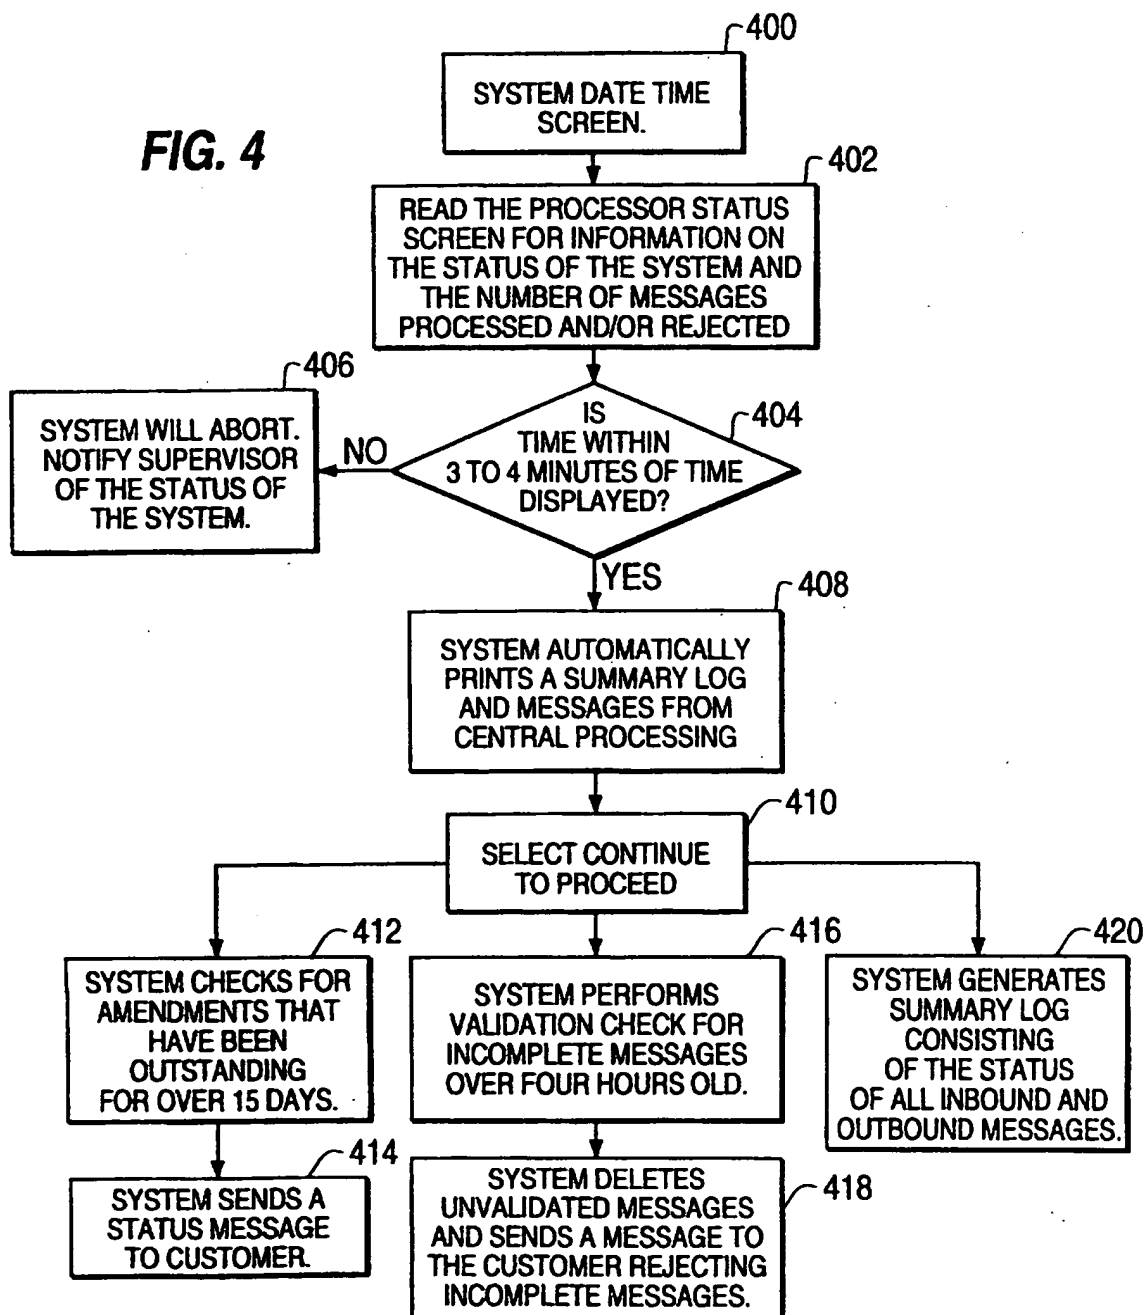 FIG. 4
400
SYSTEM DATE TIME
SCREEN.
402
READ THE PROCESSOR STATUS
SCREEN FOR INFORMATION ON
THE STATUS OF THE SYSTEM AND
THE NUMBER OF MESSAGES
PROCESSED AND/OR REJECTED
404
IS
TIME WITHIN
3 TO 4 MINUTES OF TIME
DISPLAYED?
NO
406
SYSTEM WILL ABORT.
NOTIFY SUPERVISOR
OF THE STATUS OF
THE SYSTEM.
YES
408
SYSTEM AUTOMATICALLY
PRINTS A SUMMARY LOG
AND MESSAGES FROM
CENTRAL PROCESSING
410
SELECT CONTINUE
TO PROCEED
412
SYSTEM CHECKS FOR
AMENDMENTS THAT
HAVE BEEN
OUTSTANDING
FOR OVER 15 DAYS.
414
SYSTEM SENDS A
STATUS MESSAGE
TO CUSTOMER.
416
SYSTEM PERFORMS
VALIDATION CHECK FOR
INCOMPLETE MESSAGES
OVER FOUR HOURS OLD.
418
SYSTEM DELETES
UNVALIDATED MESSAGES
AND SENDS A MESSAGE TO
THE CUSTOMER REJECTING
INCOMPLETE MESSAGES.
420
SYSTEM GENERATES
SUMMARY LOG
CONSISTING
OF THE STATUS
OF ALL INBOUND AND
OUTBOUND MESSAGES.